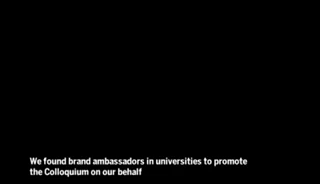 We found brand ambassadors in universities to promote
the Colloquium on our behalf